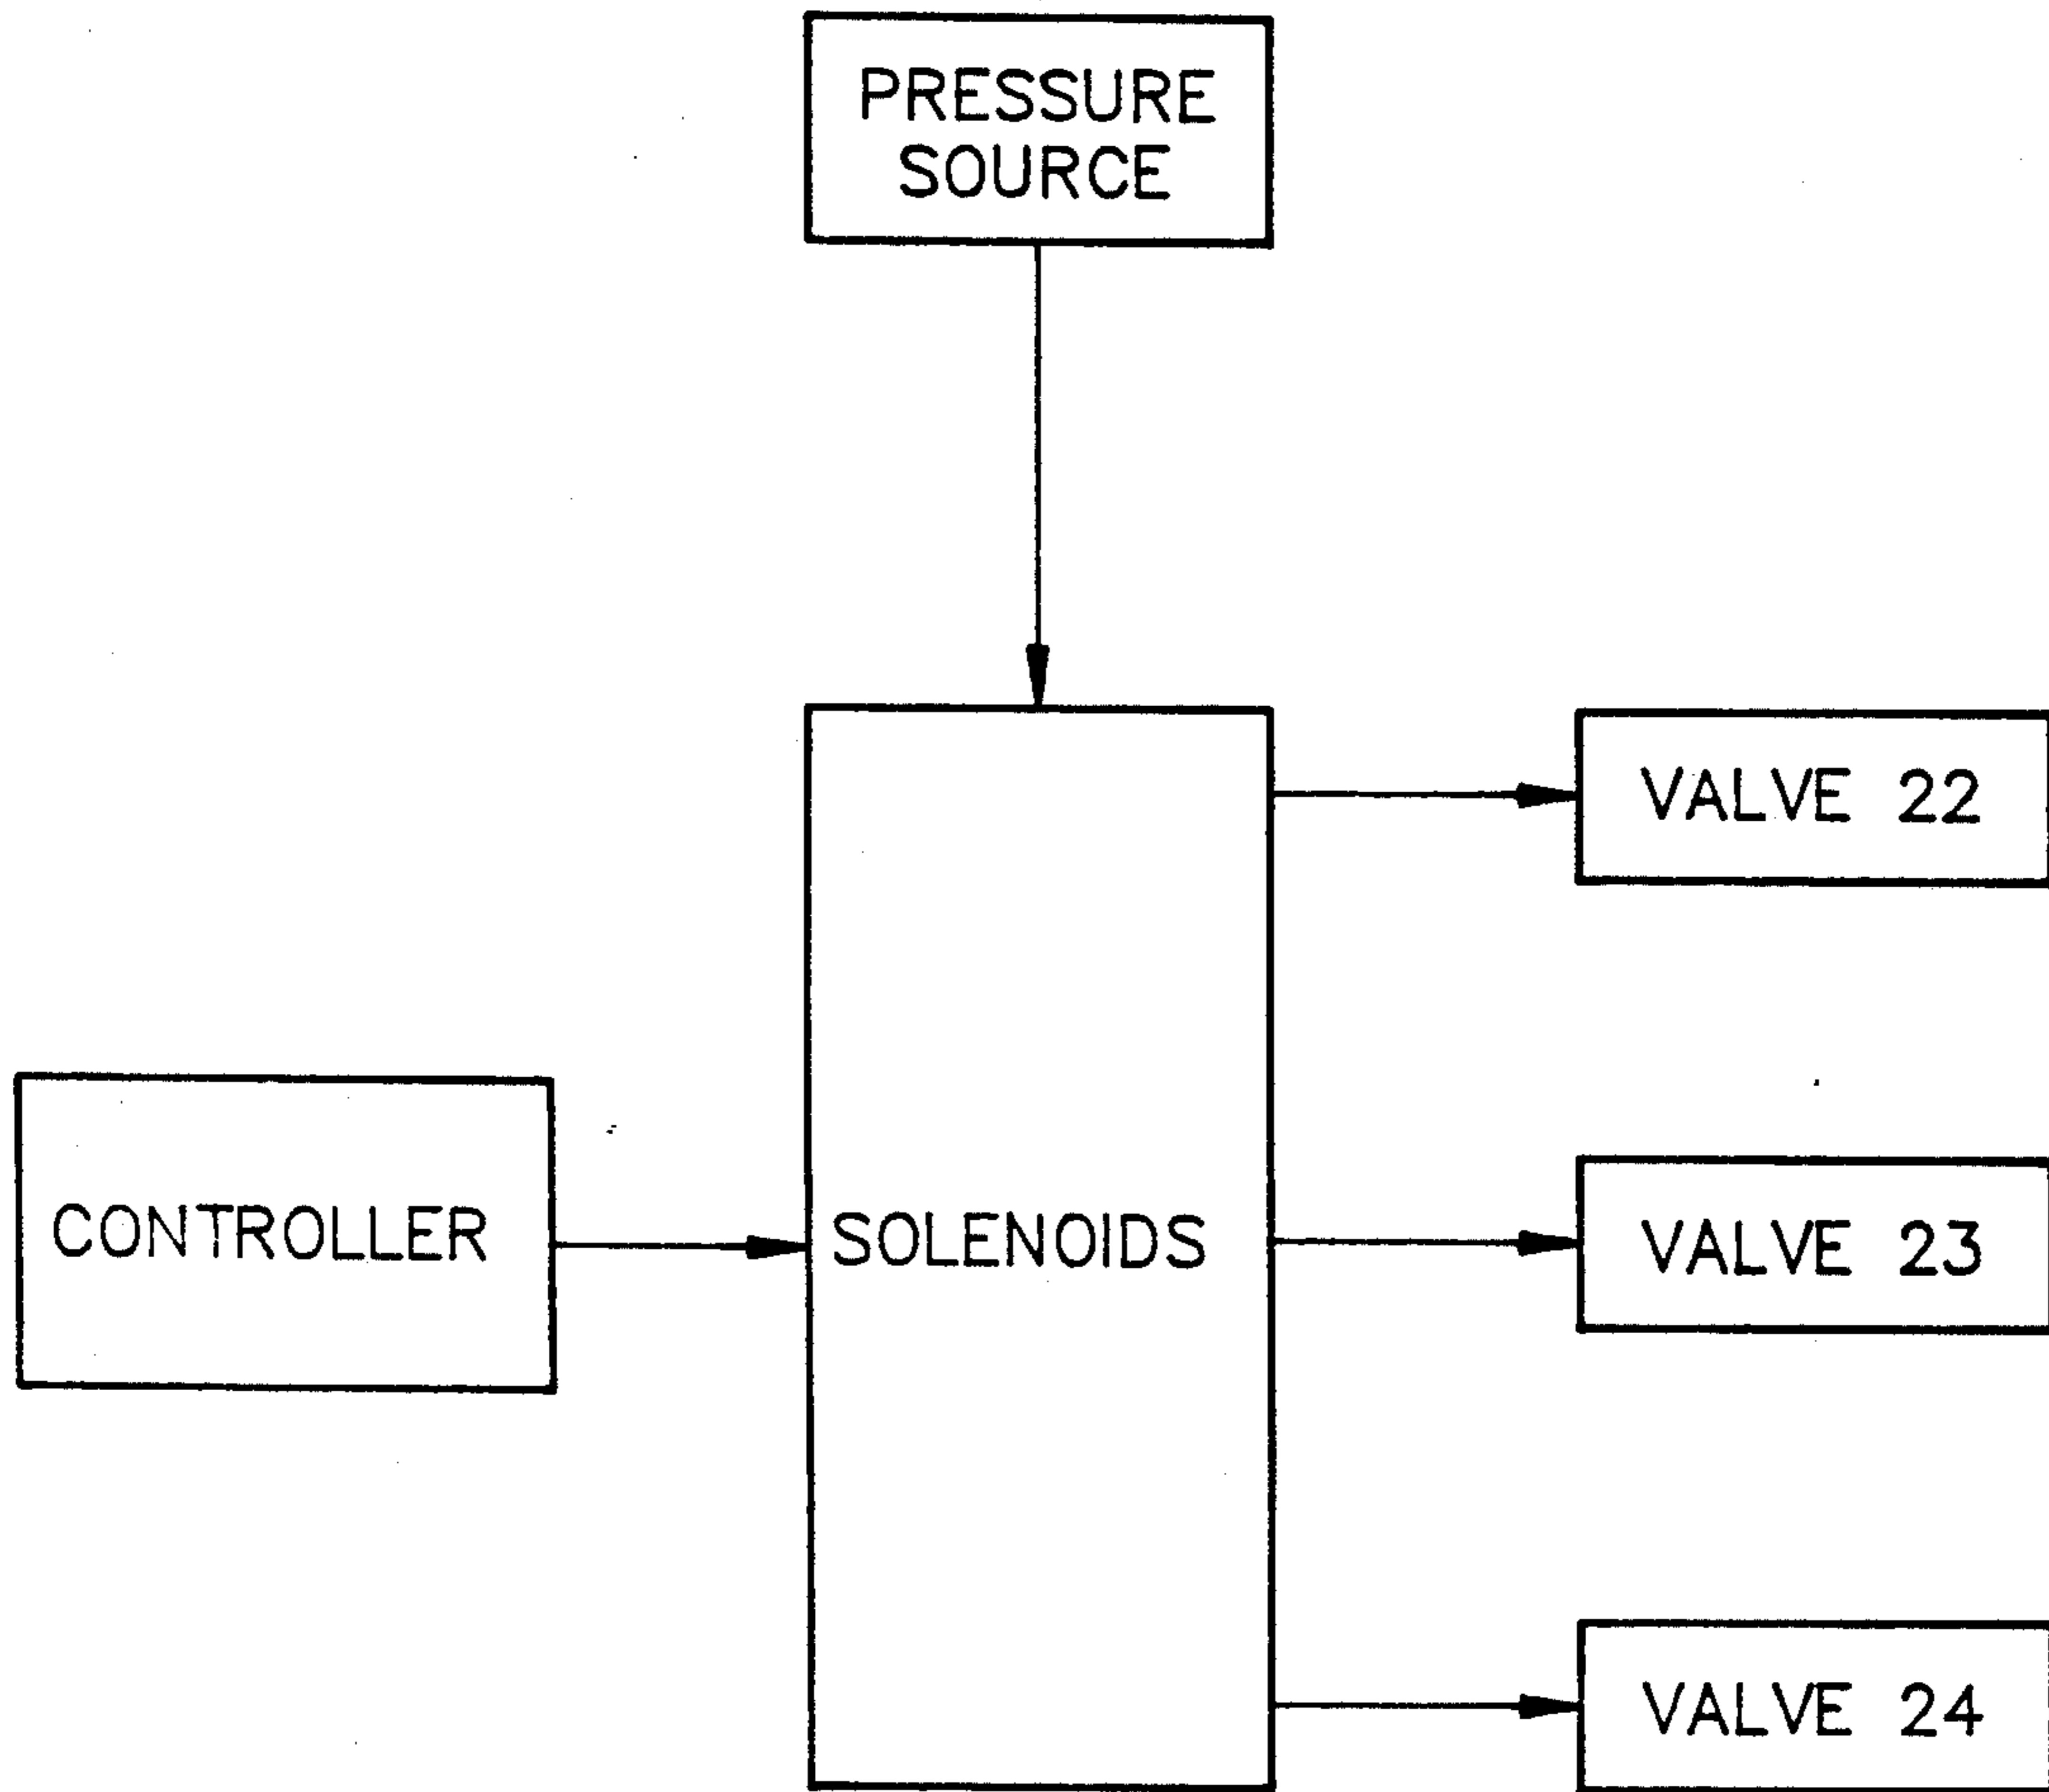 PRESSURE
SOURCE
VALVE 22
CONTROLLER
SOLENOIDS
VALVE 23
VALVE 24